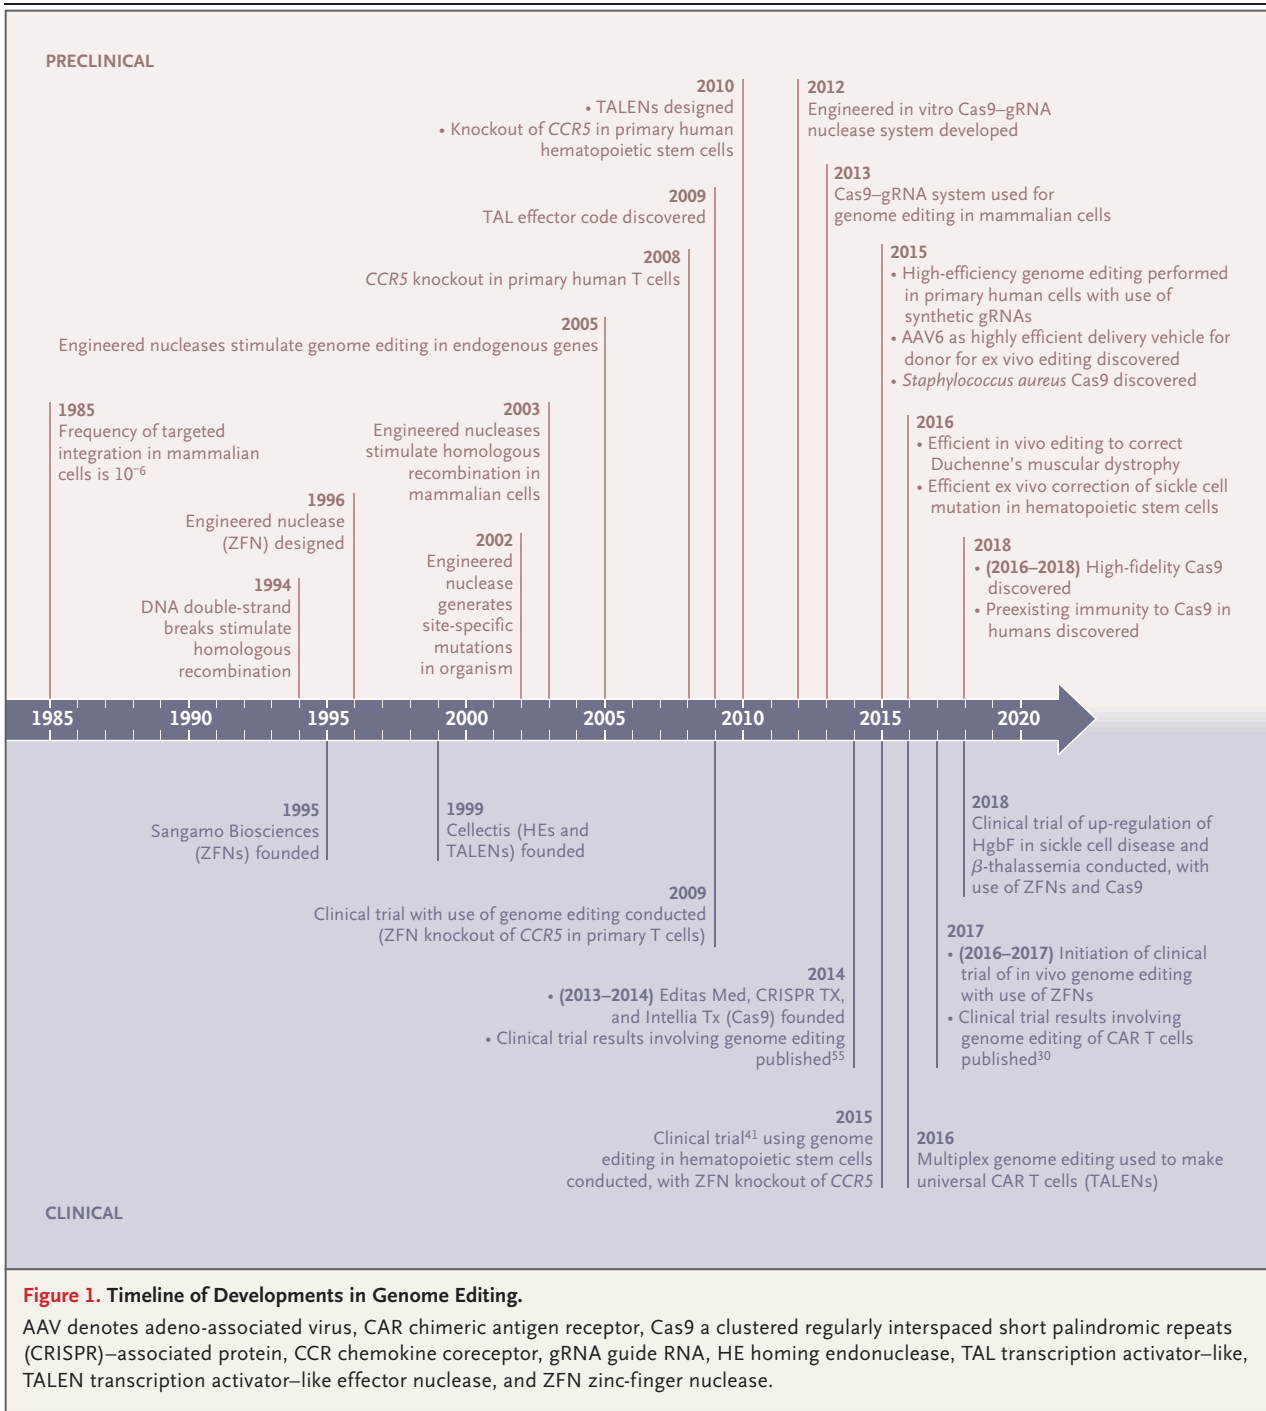 PRECLINICAL
2010
• TALENs designed
• Knockout of CCR5 in primary human
hematopoietic stem cells
2012
Engineered in vitro Cas9–gRNA
nuclease system developed
2009
TAL effector code discovered
2013
Cas9–gRNA system used for
genome editing in mammalian cells
2008
CCR5 knockout in primary human T cells
2015
• High-efficiency genome editing performed
in primary human cells with use of
synthetic gRNAs
• AAV6 as highly efficient delivery vehicle for
donor for ex vivo editing discovered
• Staphylococcus aureus Cas9 discovered
2005
Engineered nucleases stimulate genome editing in endogenous genes
1985
Frequency of targeted
integration in mammalian
cells is 10⁻⁶
2003
Engineered nucleases
stimulate homologous
recombination in
mammalian cells
2016
• Efficient in vivo editing to correct
Duchenne’s muscular dystrophy
• Efficient ex vivo correction of sickle cell
mutation in hematopoietic stem cells
1996
Engineered nuclease
(ZFN) designed
2002
Engineered
nuclease
generates
site-specific
mutations
in organism
2018
• (2016–2018) High-fidelity Cas9
discovered
• Preexisting immunity to Cas9 in
humans discovered
1994
DNA double-strand
breaks stimulate
homologous
recombination
1985 1990 1995 2000 2005 2010 2015 2020
1995
Sangamo Biosciences
(ZFNs) founded
1999
Cellectis (HEs and
TALENs) founded
2018
Clinical trial of up-regulation of
HgbF in sickle cell disease and
β-thalassemia conducted, with
use of ZFNs and Cas9
2009
Clinical trial with use of genome editing conducted
(ZFN knockout of CCR5 in primary T cells)
2017
• (2016–2017) Initiation of clinical
trial of in vivo genome editing
with use of ZFNs
• Clinical trial results involving
genome editing of CAR T cells
published³⁰
2014
• (2013–2014) Editas Med, CRISPR TX,
and Intellia Tx (Cas9) founded
• Clinical trial results involving genome editing
published⁵⁵
2015
Clinical trial⁴¹ using genome
editing in hematopoietic stem cells
conducted, with ZFN knockout of CCR5
2016
Multiplex genome editing used to make
universal CAR T cells (TALENs)
CLINICAL
Figure 1. Timeline of Developments in Genome Editing.
AAV denotes adeno-associated virus, CAR chimeric antigen receptor, Cas9 a clustered regularly interspaced short palindromic repeats
(CRISPR)–associated protein, CCR chemokine coreceptor, gRNA guide RNA, HE homing endonuclease, TAL transcription activator–like,
TALEN transcription activator–like effector nuclease, and ZFN zinc-finger nuclease.